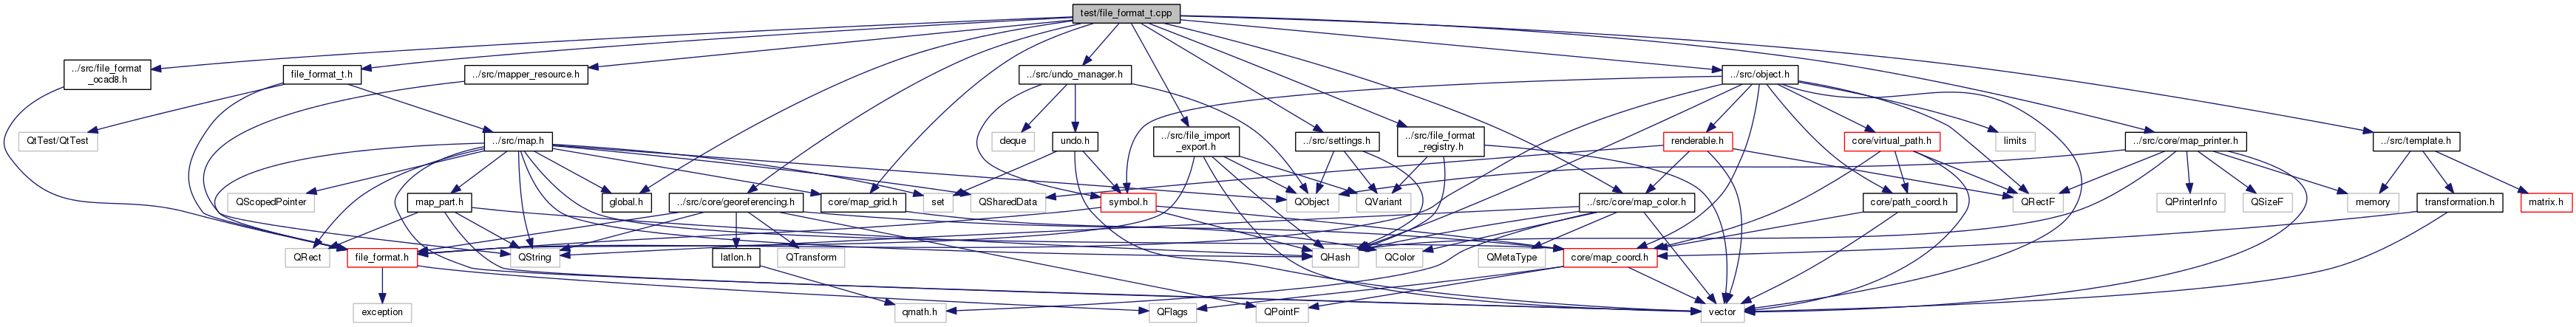 test/file_format_t.cpp
../src/file_format
_ocad8.h
file_format_t.h
../src/mapper_resource.h
../src/undo_manager.h
../src/object.h
QtTest/QtTest
../src/map.h
deque
undo.h
../src/file_import
_export.h
../src/settings.h
../src/file_format
_registry.h
renderable.h
core/virtual_path.h
limits
../src/core/map_printer.h
../src/template.h
QScopedPointer
map_part.h
global.h
../src/core/georeferencing.h
core/map_grid.h
set
QSharedData
symbol.h
QObject
QVariant
../src/core/map_color.h
core/path_coord.h
QRectF
QPrinterInfo
QSizeF
memory
transformation.h
matrix.h
QRect
file_format.h
QString
latlon.h
QTransform
QHash
QColor
QMetaType
core/map_coord.h
exception
qmath.h
QFlags
QPointF
vector